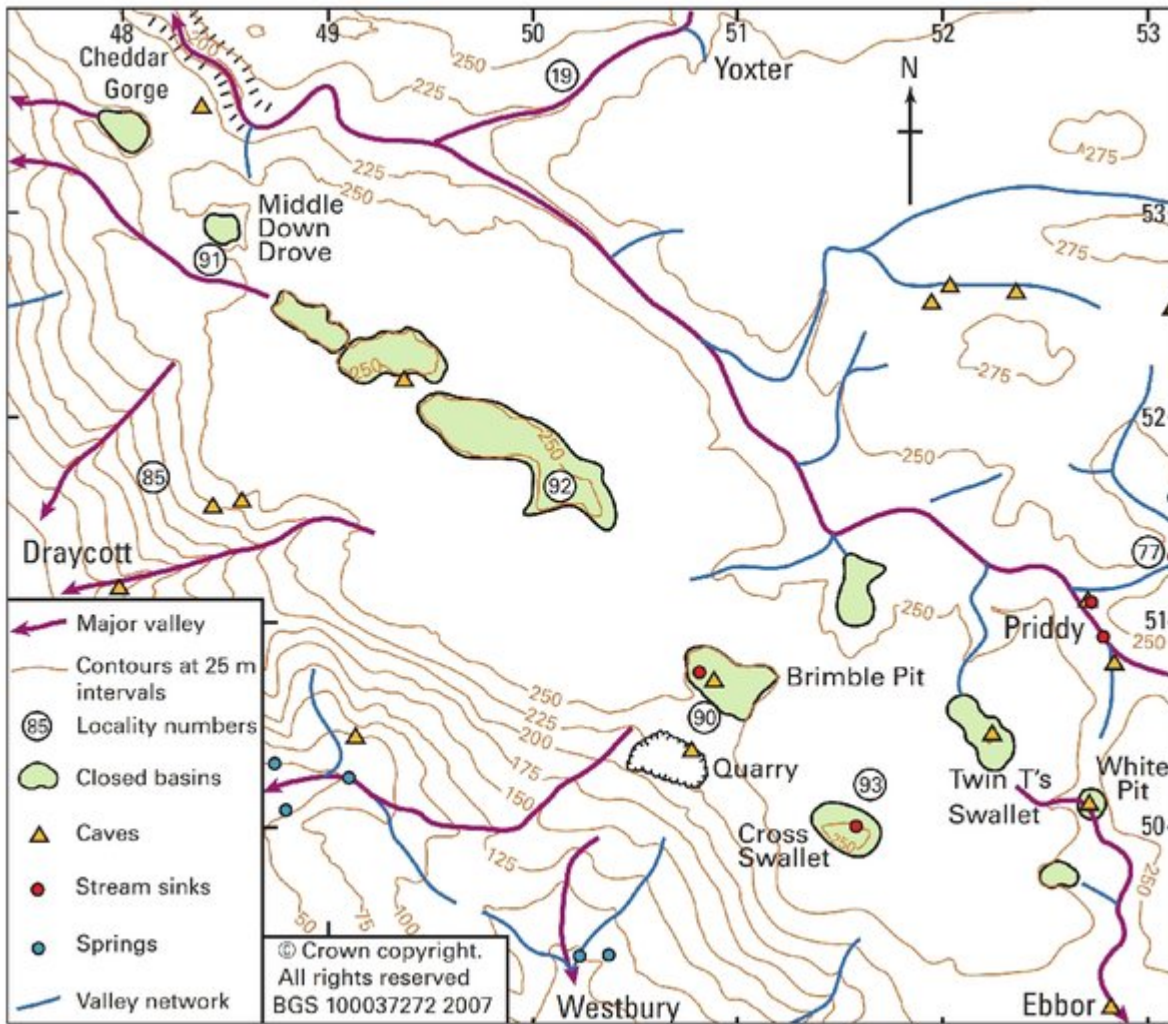 48
49
50
51
52
53
Cheddar
Gorge
200
250
225
19
Yoxter
N
275
225
250
Middle
Down
Drove
91
53
275
275
250
250
52
92
85
250
77
Draycott
51
250
Priddy
250
Brimble Pit
90
250
225
200
175
150
125
Quarry
93
Twin T's
Swallet
White
Pit
50
Cross
Swallet
250
250
50
75
100
Major valley
Contours at 25 m
intervals
85
Locality numbers
Closed basins
Caves
Stream sinks
Springs
Valley network
© Crown copyright.
All rights reserved
BGS 100037272 2007
Westbury
Ebbor